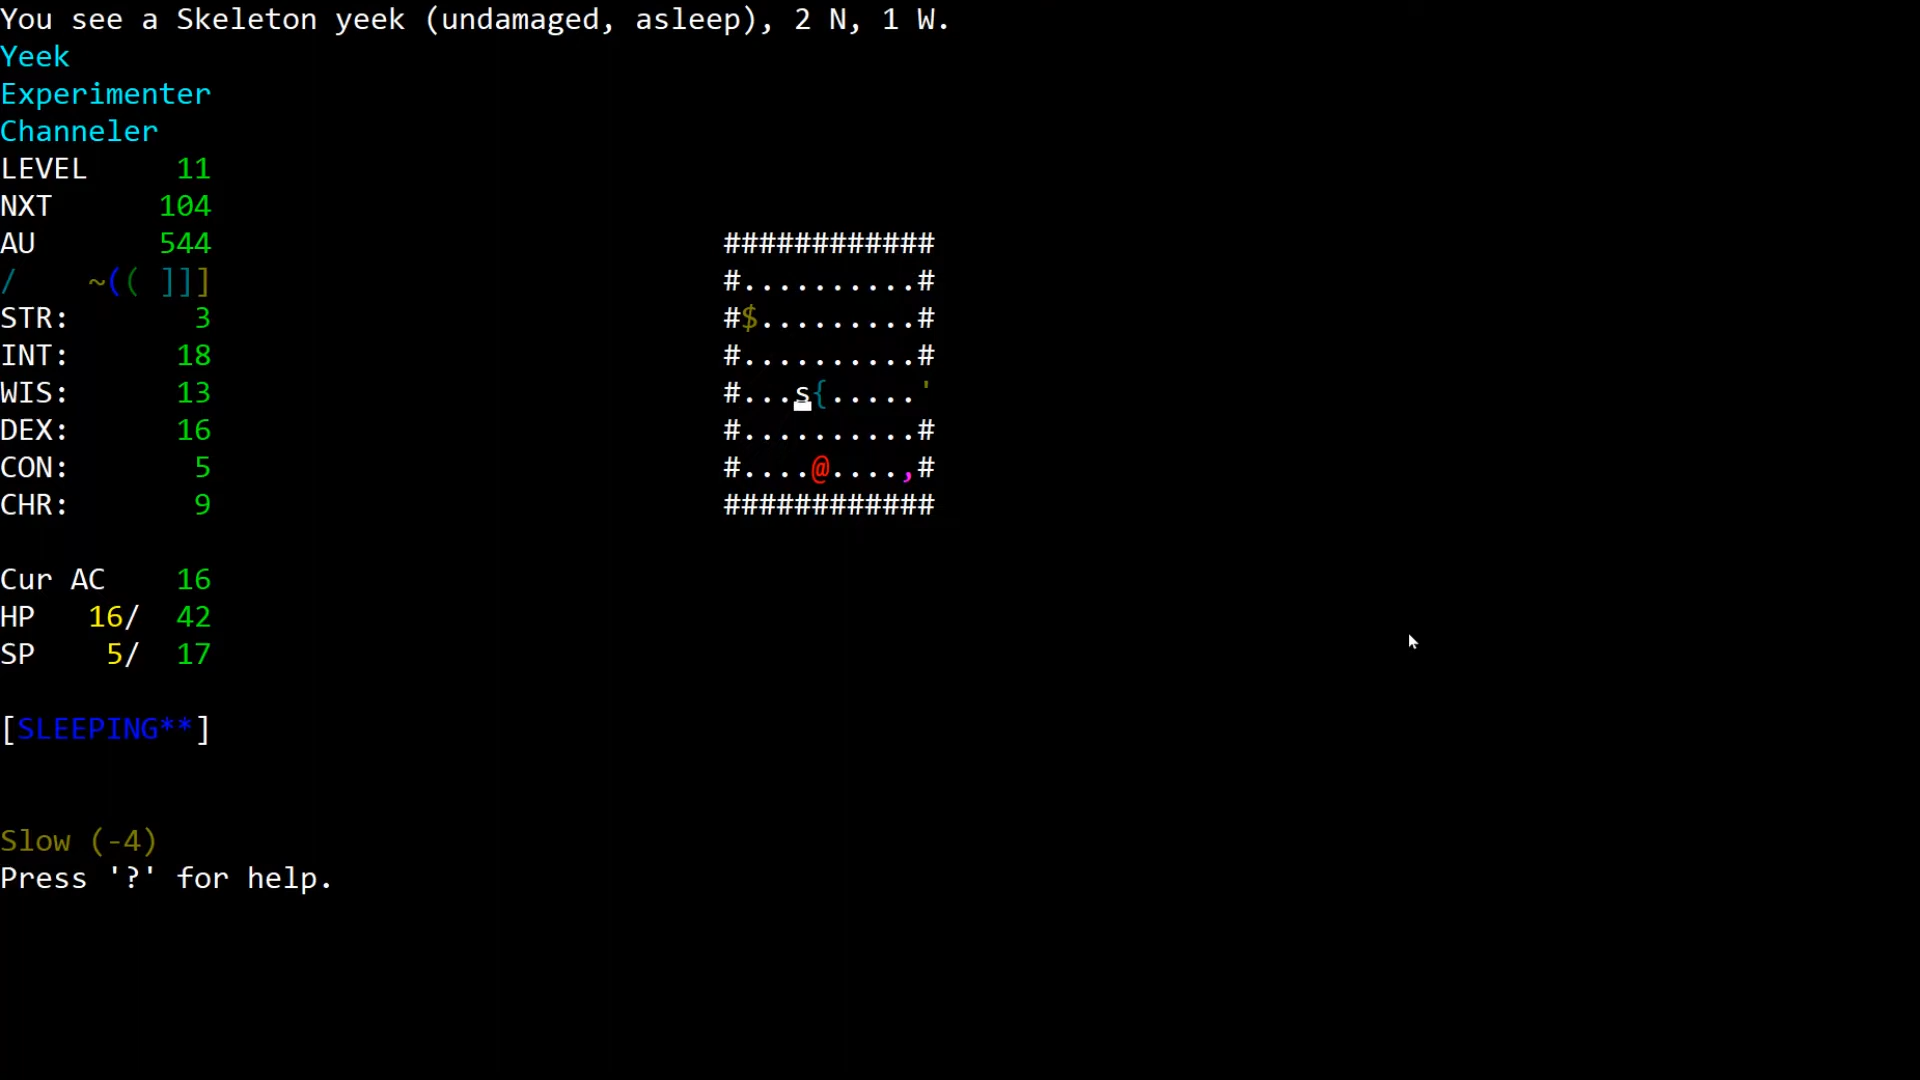 You see a Skeleton yeek (undamaged, asleep), 2 N, 1 W.
Yeek
Experimenter
Channeler
LEVEL 11
NXT 104
AU 544
/ ~(( ]]]
STR: 3
INT: 18
WIS: 13
DEX: 16
CON: 5
CHR: 9
Cur AC 16
HP 16/ 42
SP 5/ 17
[SLEEPING**]
Slow (-4)
Press '?' for help.
############
#..........#
#$.........#
#..........#
#...s{.....'
#..........#
#....@....,#
############